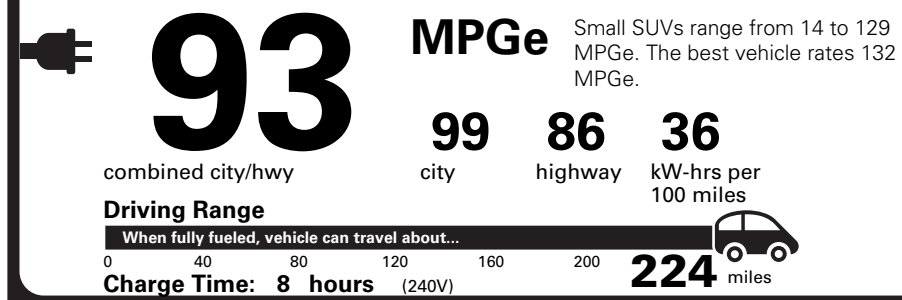 93
MPGe
Small SUVs range from 14 to 129
MPGe. The best vehicle rates 132
MPGe.
99 86 36
combined city/hwy city highway kW-hrs per
100 miles
Driving Range
When fully fueled, vehicle can travel about...
0 40 80 120 160 200 224 miles
Charge Time: 8 hours (240V)